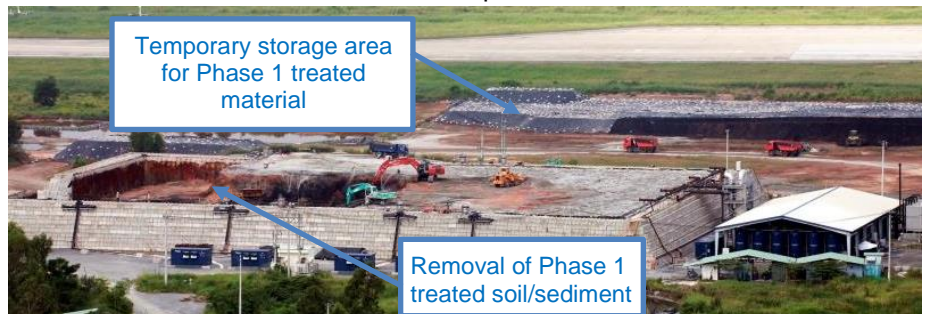 Temporary storage area
for Phase 1 treated
material
Removal of Phase 1
treated soil/sediment